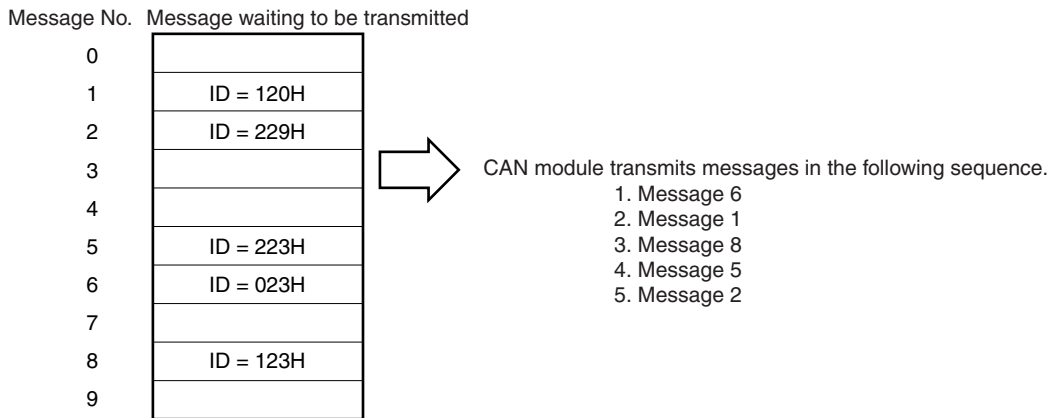 Message No. Message waiting to be transmitted
0
1 ID = 120H
2 ID = 229H
3
4
5 ID = 223H
6 ID = 023H
7
8 ID = 123H
9
CAN module transmits messages in the following sequence.
1. Message 6
2. Message 1
3. Message 8
4. Message 5
5. Message 2